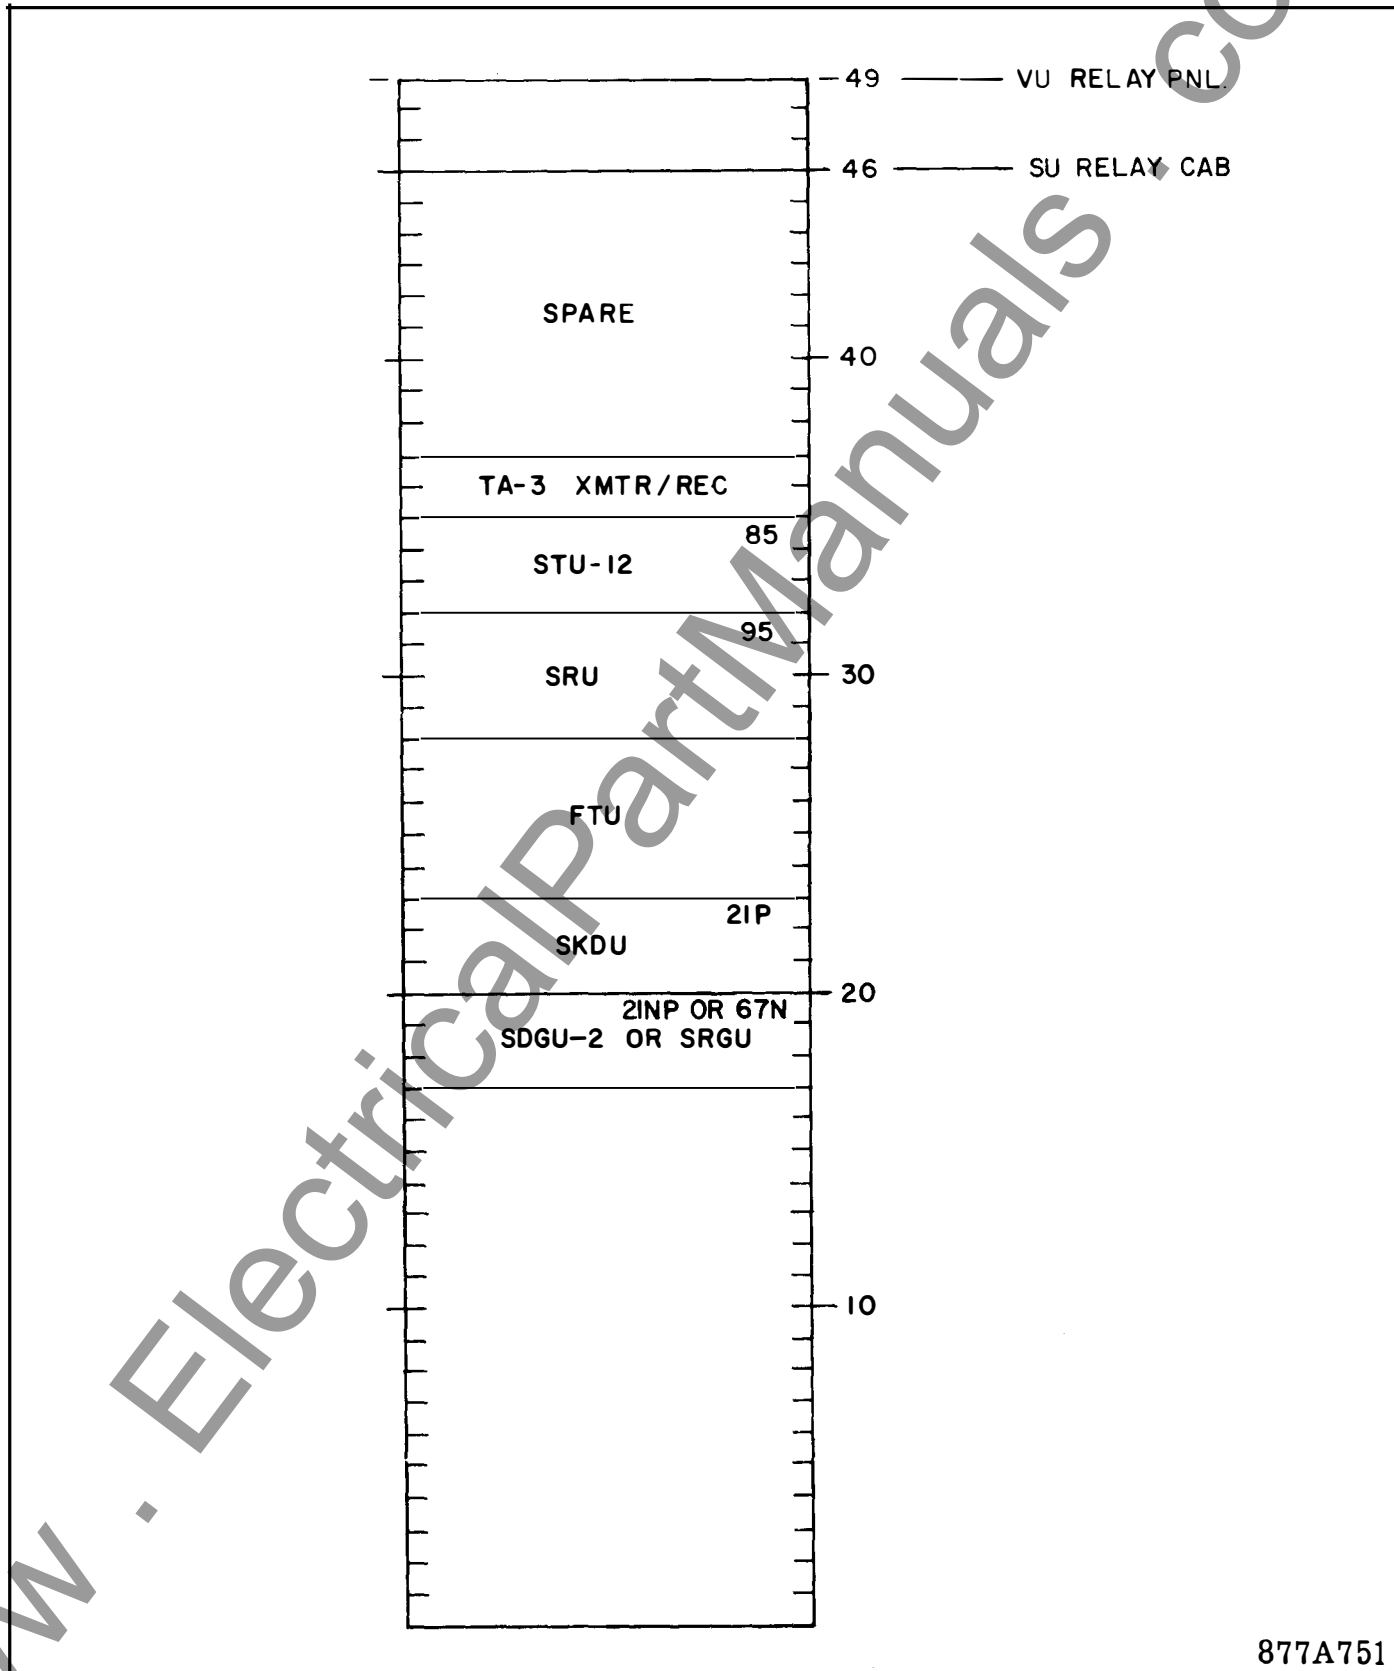 49 VU RELAY PNL.
46 SU RELAY CAB
SPARE
40
TA-3 XMTR/REC
85
STU-12
95
SRU
30
FTU
21P
SKDU
20
21NP OR 67N
SDGU-2 OR SRGU
10
877A751
www.ElectricalPartManuals.co